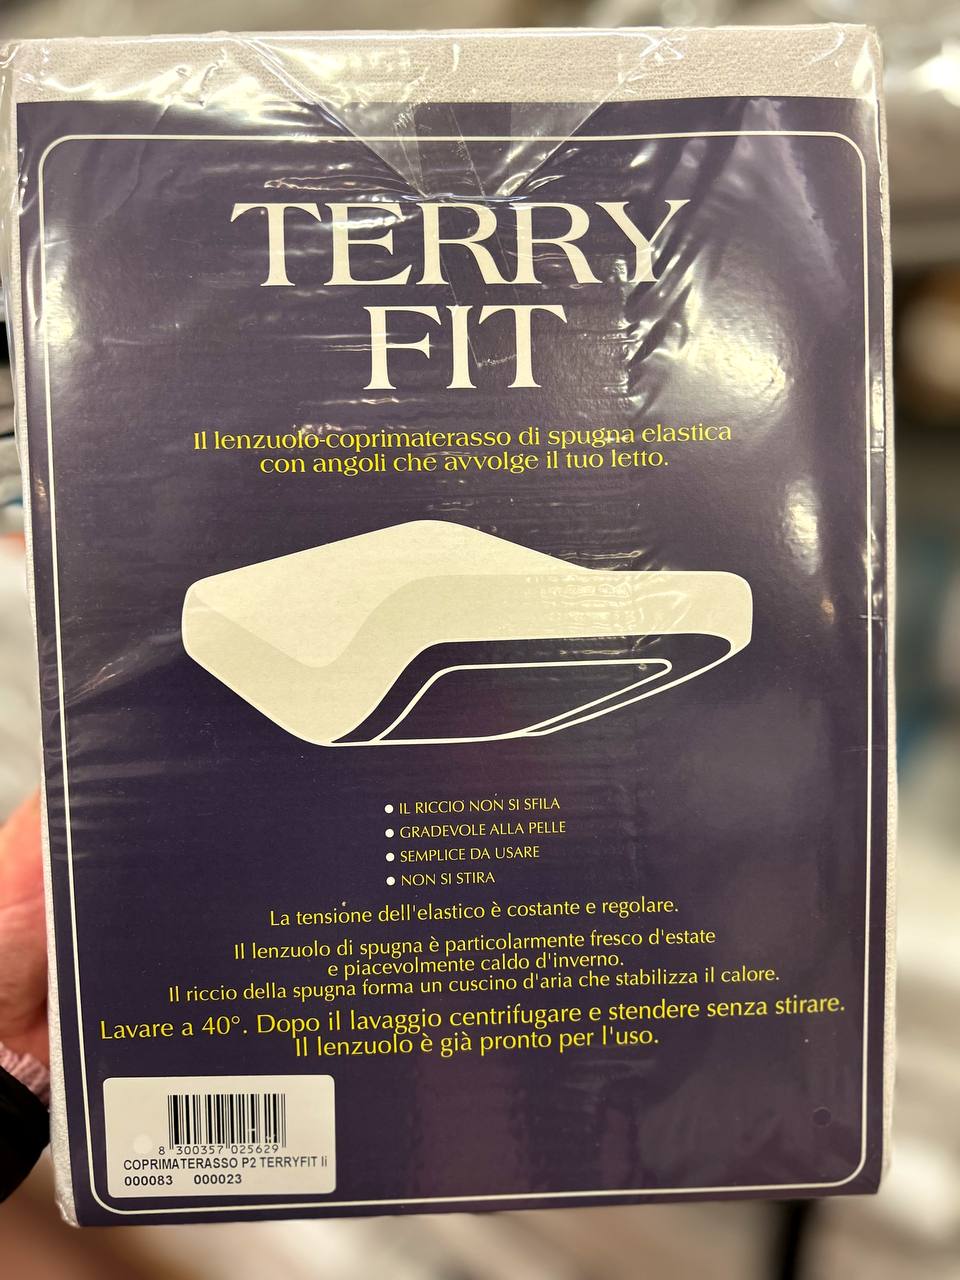 TERRY
FIT
Il lenzuolo-coprimaterasso di spugna elastica
con angoli che avvolge il tuo letto.
● IL RICCIO NON SI SFILA
● GRADEVOLE ALLA PELLE
● SEMPLICE DA USARE
● NON SI STIRA
La tensione dell'elastico è costante e regolare.
Il lenzuolo di spugna è particolarmente fresco d'estate
e piacevolmente caldo d'inverno.
Il riccio della spugna forma un cuscino d'aria che stabilizza il calore.
Lavare a 40°. Dopo il lavaggio centrifugare e stendere senza stirare.
Il lenzuolo è già pronto per l'uso.
8 300357 025629
COPRIMATERASSO P2 TERRYFIT li
000083 000023